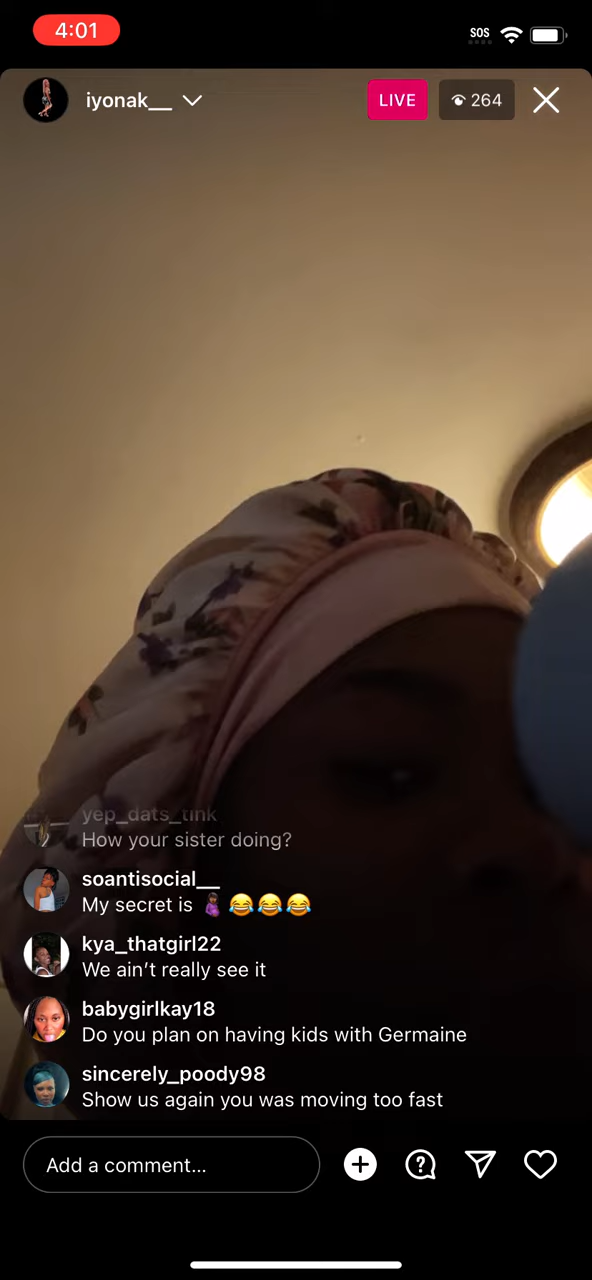 4:01
SOS
iyonak__
LIVE
264
yep_dats_tink
How your sister doing?
soantisocial__
My secret is 🤰🏿 😂😂😂
kya_thatgirl22
We ain’t really see it
babygirlkay18
Do you plan on having kids with Germaine
sincerely_poody98
Show us again you was moving too fast
Add a comment...